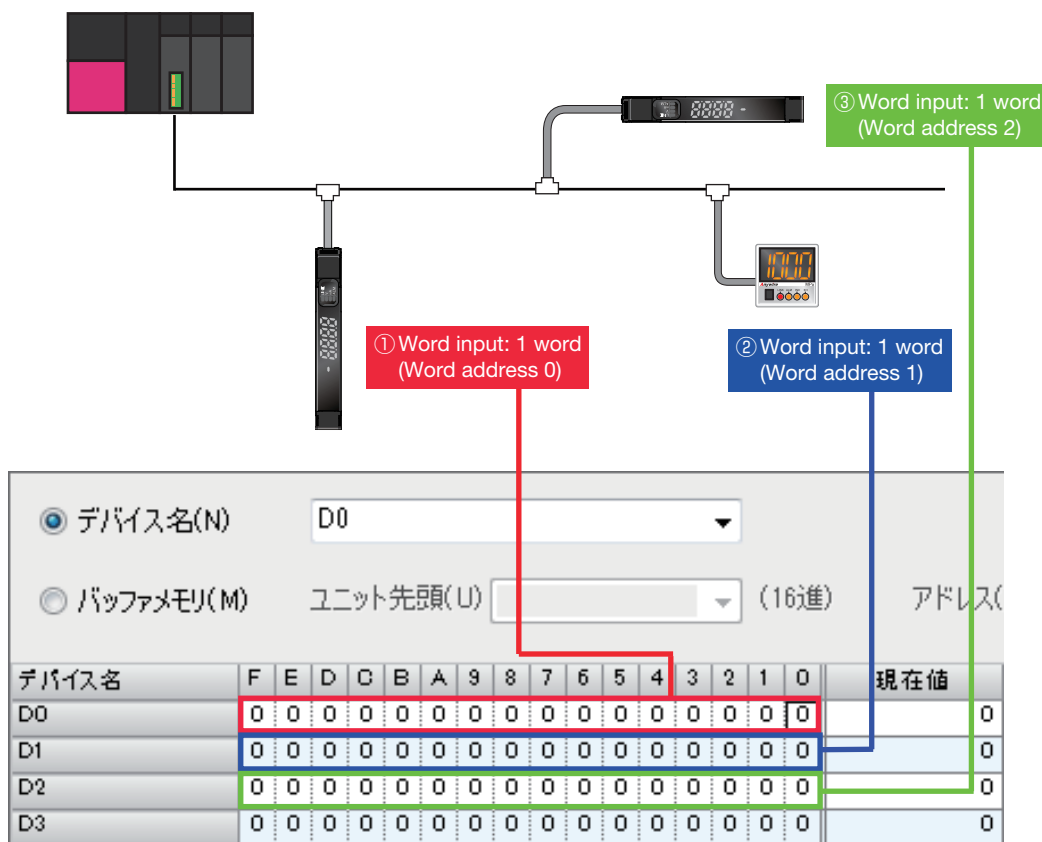 8888 -
③Word input: 1 word
(Word address 2)
1000
8888
①Word input: 1 word
(Word address 0)
②Word input: 1 word
(Word address 1)
デバイス名(N) D0
バッファメモリ(M) ユニット先頭(U) (16進) アドレス(
デバイス名 F E D C B A 9 8 7 6 5 4 3 2 1 0 現在値
D0 0 0 0 0 0 0 0 0 0 0 0 0 0 0 0 0 0
D1 0 0 0 0 0 0 0 0 0 0 0 0 0 0 0 0 0
D2 0 0 0 0 0 0 0 0 0 0 0 0 0 0 0 0 0
D3 0 0 0 0 0 0 0 0 0 0 0 0 0 0 0 0 0